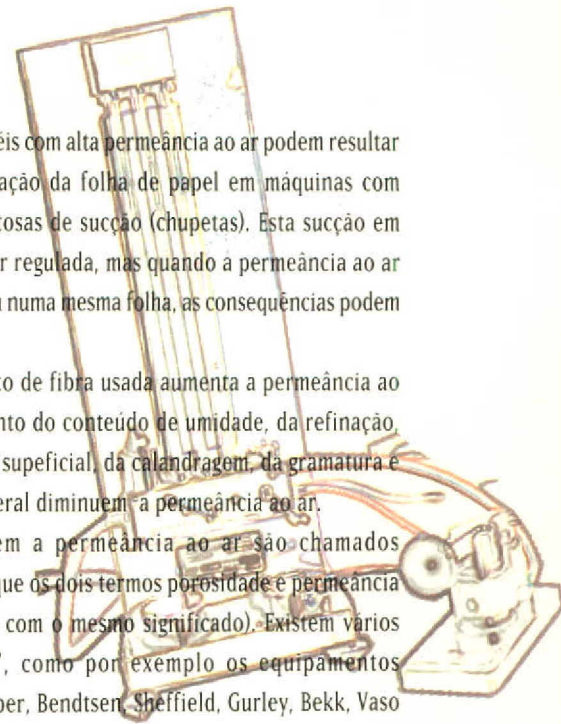 éis com alta permeância ao ar podem resultar
ação da folha de papel em máquinas com
tosas de sucção (chupetas). Esta sucção em
r regulada, mas quando a permeância ao ar
u numa mesma folha, as consequências podem
to de fibra usada aumenta a permeância ao
nto do conteúdo de umidade, da refinação,
supeficial, da calandragem, da gramatura e
eral diminuem a permeância ao ar.
em a permeância ao ar são chamados
que os dois termos porosidade e permeância
com o mesmo significado). Existem vários
", como por exemplo os equipamentos
per, Bendtsen, Sheffield, Gurley, Bekk, Vaso